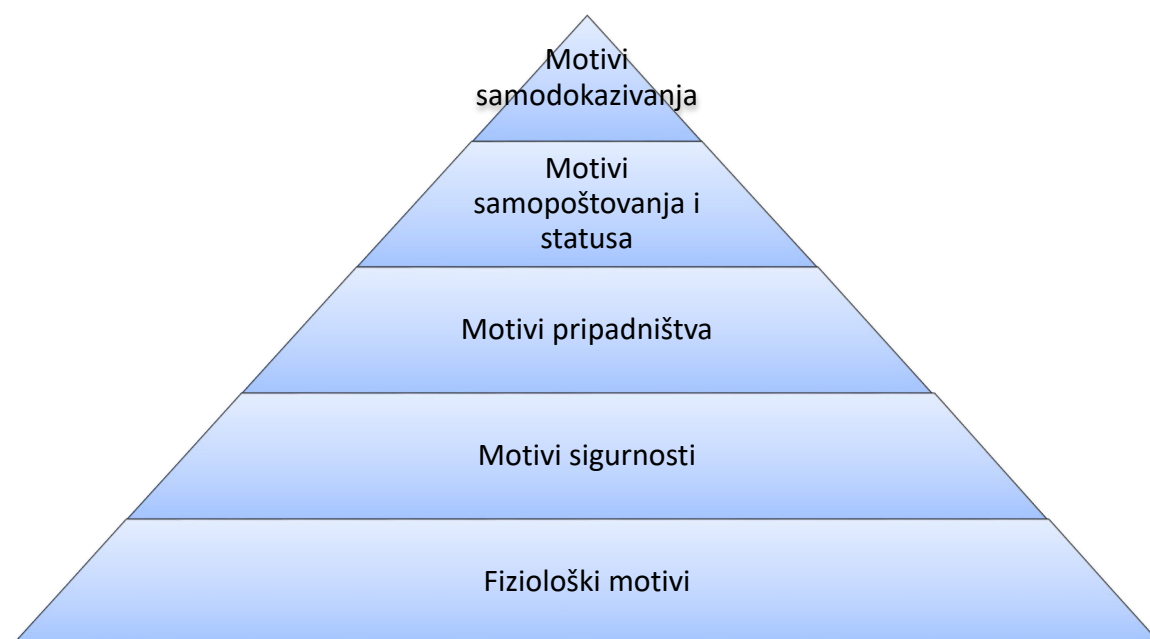 Motivi
samodokazivanja
Motivi
samopoštovanja i
statusa
Motivi pripadništva
Motivi sigurnosti
Fiziološki motivi